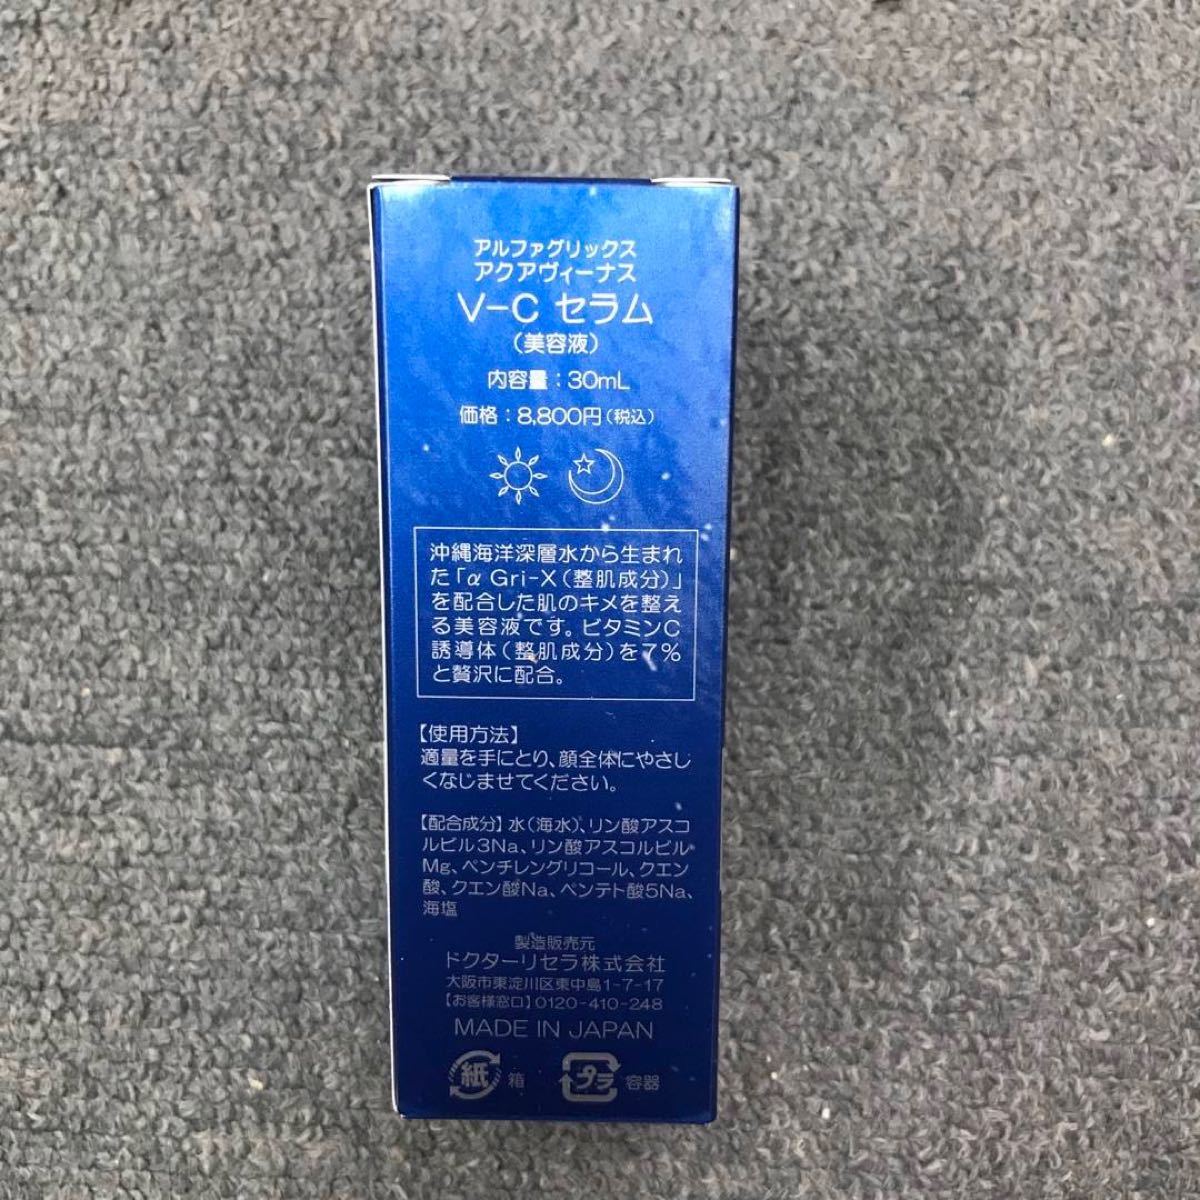 アルファグリックス
アクアヴィーナス
V-C セラム
(美容液)
内容量：30mL
価格：8,800円(税込)
沖縄海洋深層水から生まれ
た「α Gri-X(整肌成分)」
を配合した肌のキメを整え
る美容液です。ビタミンC
誘導体(整肌成分)を7%
と贅沢に配合。
【使用方法】
適量を手にとり、顔全体にやさし
くなじませてください。
【配合成分】水(海水)、リン酸アスコ
ルビル3Na、リン酸アスコルビル
Mg、ペンチレングリコール、クエン
酸、クエン酸Na、ペンテト酸5Na、
海塩
製造販売元
ドクターリセラ株式会社
大阪市東淀川区東中島1-7-17
【お客様窓口】0120-410-248
MADE IN JAPAN
紙 箱 プラ 容器